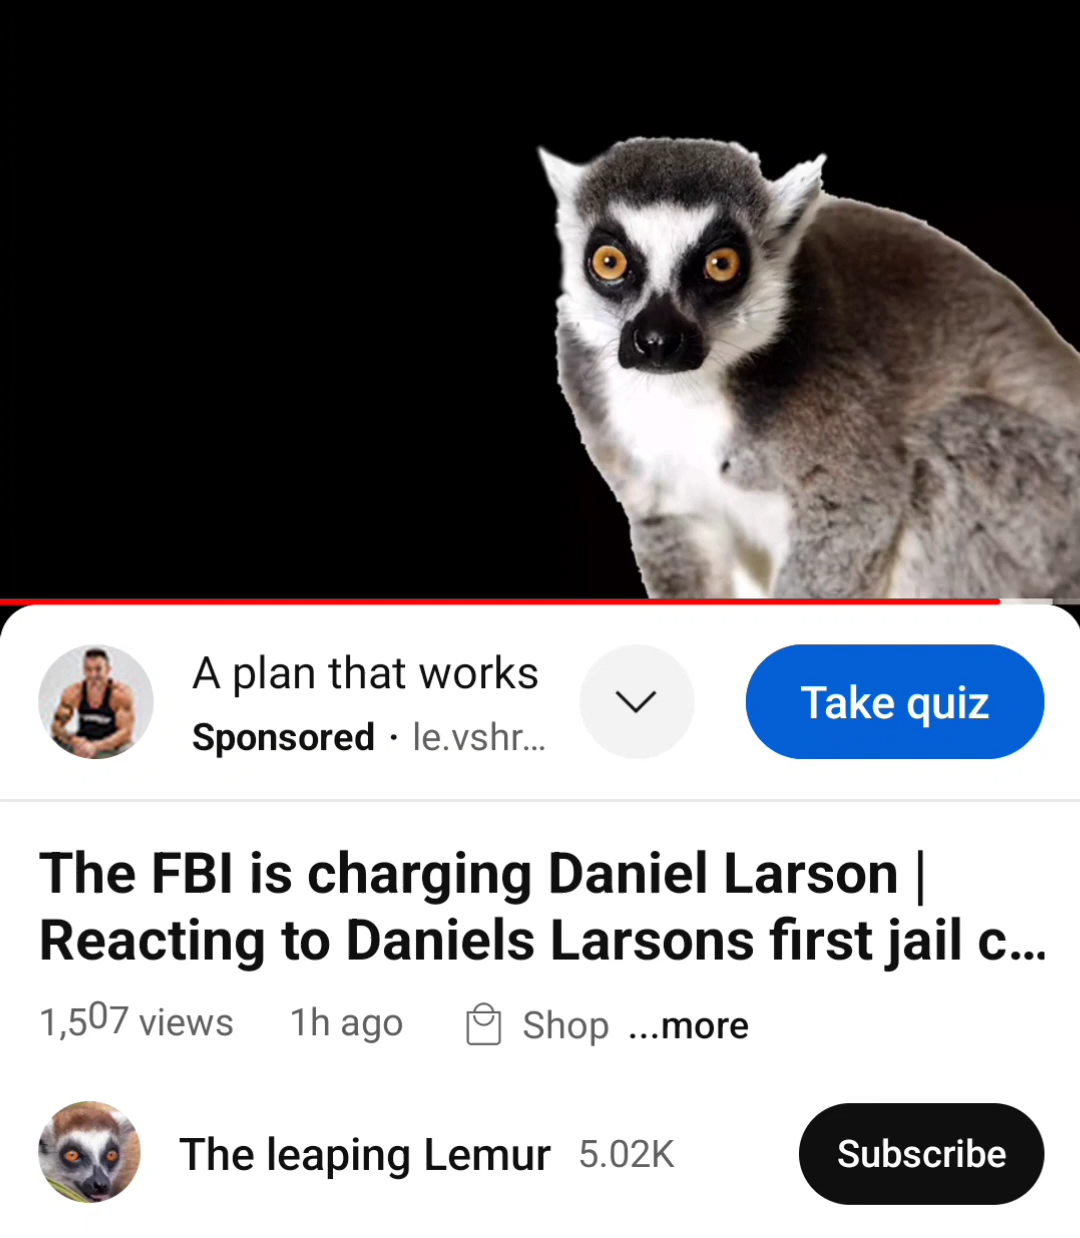 A plan that works
Sponsored · le.vshr...
Take quiz
The FBI is charging Daniel Larson |
Reacting to Daniels Larsons first jail c...
1,507 views 1h ago Shop ...more
The leaping Lemur 5.02K
Subscribe